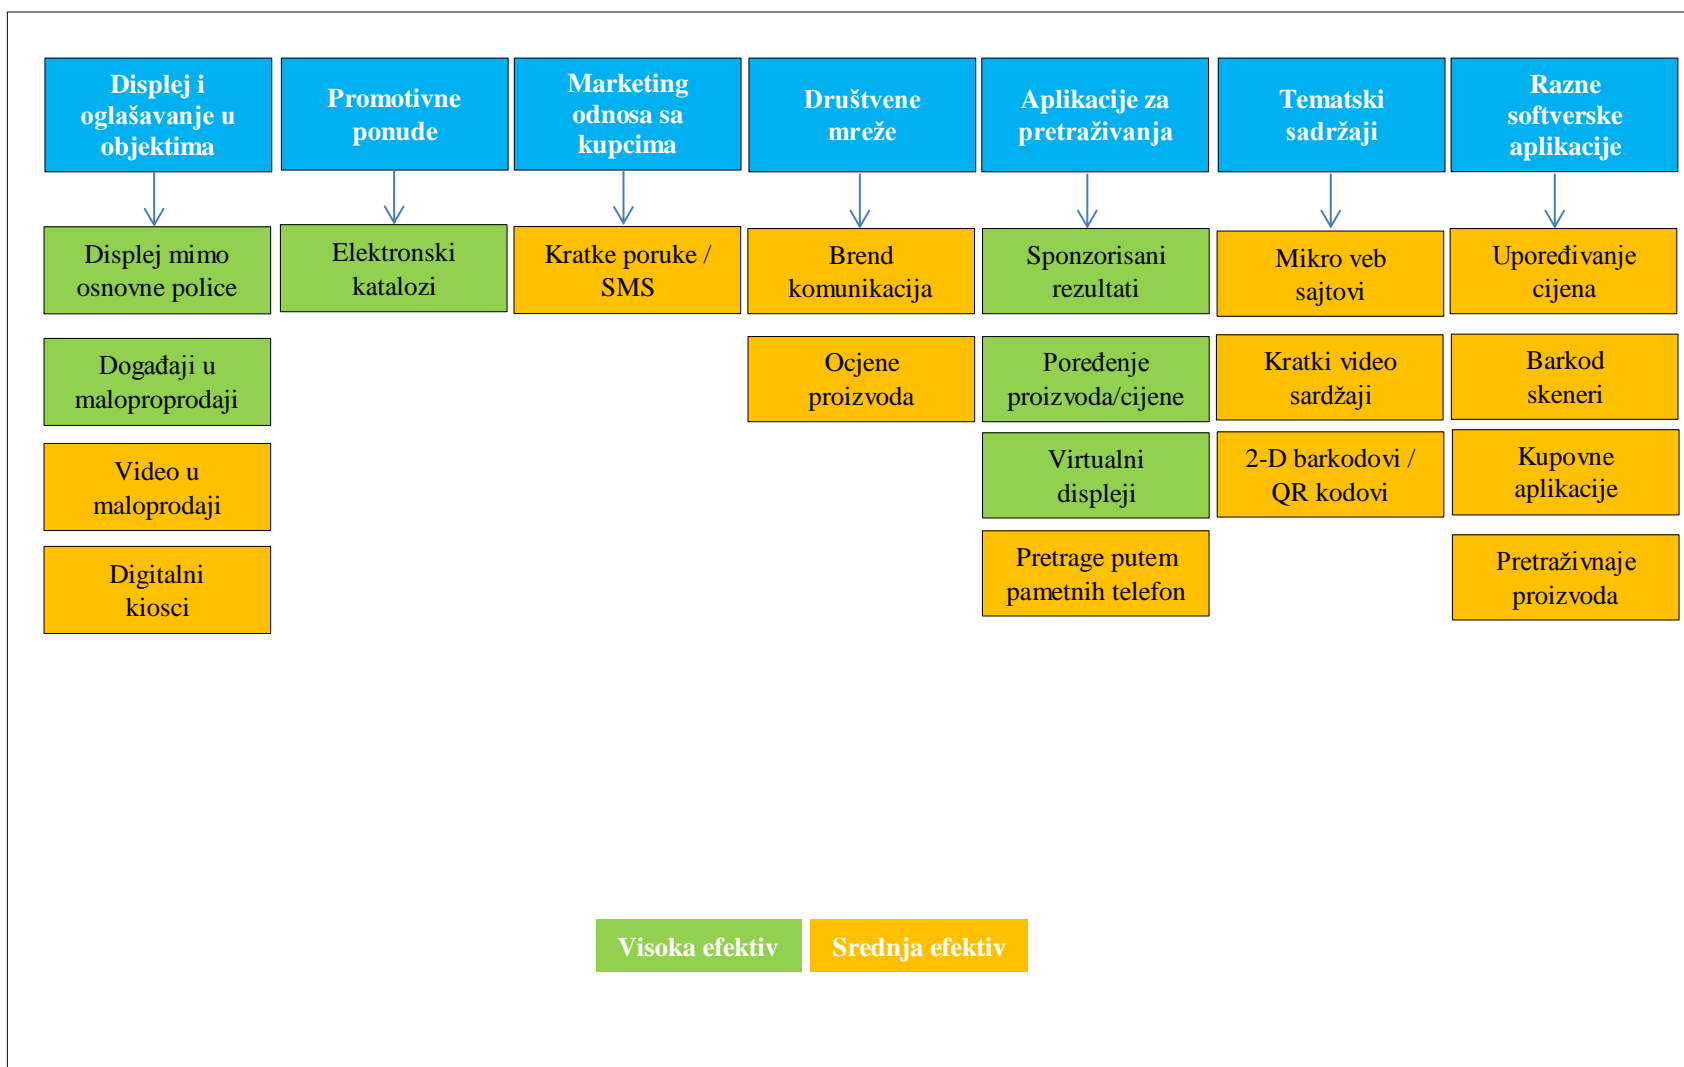 Displej i
oglašavanje u
objektima
Promotivne
ponude
Marketing
odnosa sa
kupcima
Društvene
mreže
Aplikacije za
pretraživanja
Tematski
sadržaji
Razne
softverske
aplikacije
Displej mimo
osnovne police
Elektronski
katalozi
Kratke poruke /
SMS
Brend
komunikacija
Sponzorisani
rezultati
Mikro veb
sajtovi
Upoređivanje
cijena
Događaji u
maloproprodaji
Ocjene
proizvoda
Poređenje
proizvoda/cijene
Kratki video
sardžaji
Barkod
skeneri
Video u
maloprodaji
Virtualni
displeji
2-D barkodovi /
QR kodovi
Kupovne
aplikacije
Digitalni
kiosci
Pretrage putem
pametnih telefon
Pretraživnaje
proizvoda
Visoka efektiv
Srednja efektiv